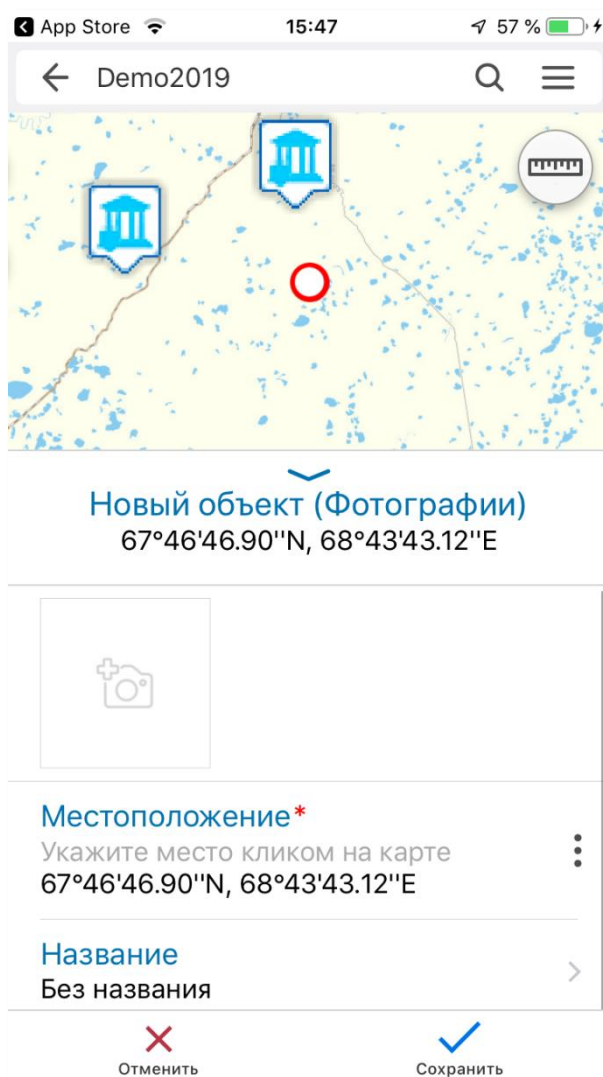 App Store 15:47 57 %
Demo2019
Новый объект (Фотографии)
67°46'46.90''N, 68°43'43.12''E
Местоположение*
Укажите место кликом на карте
67°46'46.90''N, 68°43'43.12''E
Название
Без названия
Отменить Сохранить